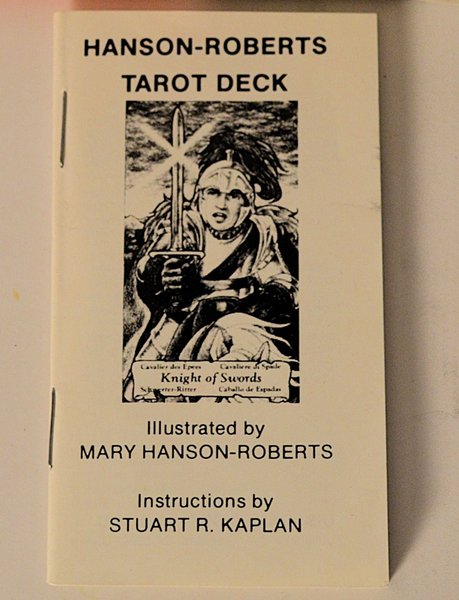 HANSON-ROBERTS
TAROT DECK
Cavalier des Epees Cavaliere di Spade
Knight of Swords
Schwerter-Ritter Caballo de Espadas
Illustrated by
MARY HANSON-ROBERTS
Instructions by
STUART R. KAPLAN